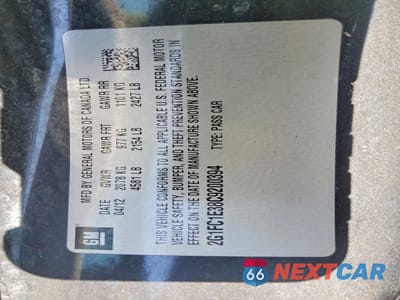 GM
MFD BY GENERAL MOTORS OF CANADA LTD.
DATE GVWR GAWR FRT GAWR RR
04/12 2078 KG 977 KG 1101 KG
4581 LB 2154 LB 2427 LB
THIS VEHICLE CONFORMS TO ALL APPLICABLE U.S. FEDERAL MOTOR
VEHICLE SAFETY, BUMPER, AND THEFT PREVENTION STANDARDS IN
EFFECT ON THE DATE OF MANUFACTURE SHOWN ABOVE.
2G1FC1E38C9200394 TYPE: PASS CAR
66 NEXTCAR